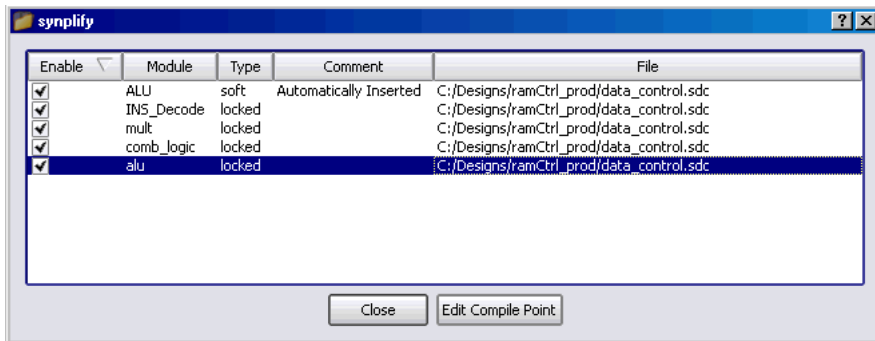 synplify
Enable Module Type Comment File
ALU soft Automatically Inserted C:/Designs/ramCtrl_prod/data_control.sdc
INS_Decode locked C:/Designs/ramCtrl_prod/data_control.sdc
mult locked C:/Designs/ramCtrl_prod/data_control.sdc
comb_logic locked C:/Designs/ramCtrl_prod/data_control.sdc
alu locked C:/Designs/ramCtrl_prod/data_control.sdc
Close Edit Compile Point